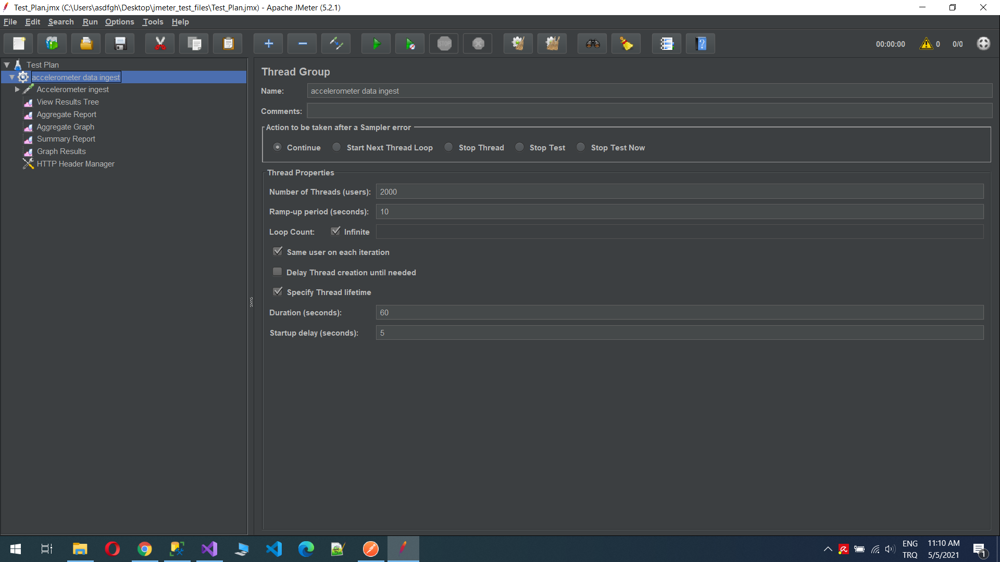 Test_Plan.jmx (C:\Users\asdfgh\Desktop\jmeter_test_files\Test_Plan.jmx) - Apache JMeter (5.2.1)
File Edit Search Run Options Tools Help
STOP
00:00:00 0 0/0
Test Plan
accelerometer data ingest
Accelerometer ingest
View Results Tree
Aggregate Report
Aggregate Graph
Summary Report
Graph Results
HTTP Header Manager
Thread Group
Name: accelerometer data ingest
Comments:
Action to be taken after a Sampler error
Continue Start Next Thread Loop Stop Thread Stop Test Stop Test Now
Thread Properties
Number of Threads (users): 2000
Ramp-up period (seconds): 10
Loop Count: Infinite
Same user on each iteration
Delay Thread creation until needed
Specify Thread lifetime
Duration (seconds): 60
Startup delay (seconds): 5
ENG 11:10 AM
TRQ 5/5/2021
1